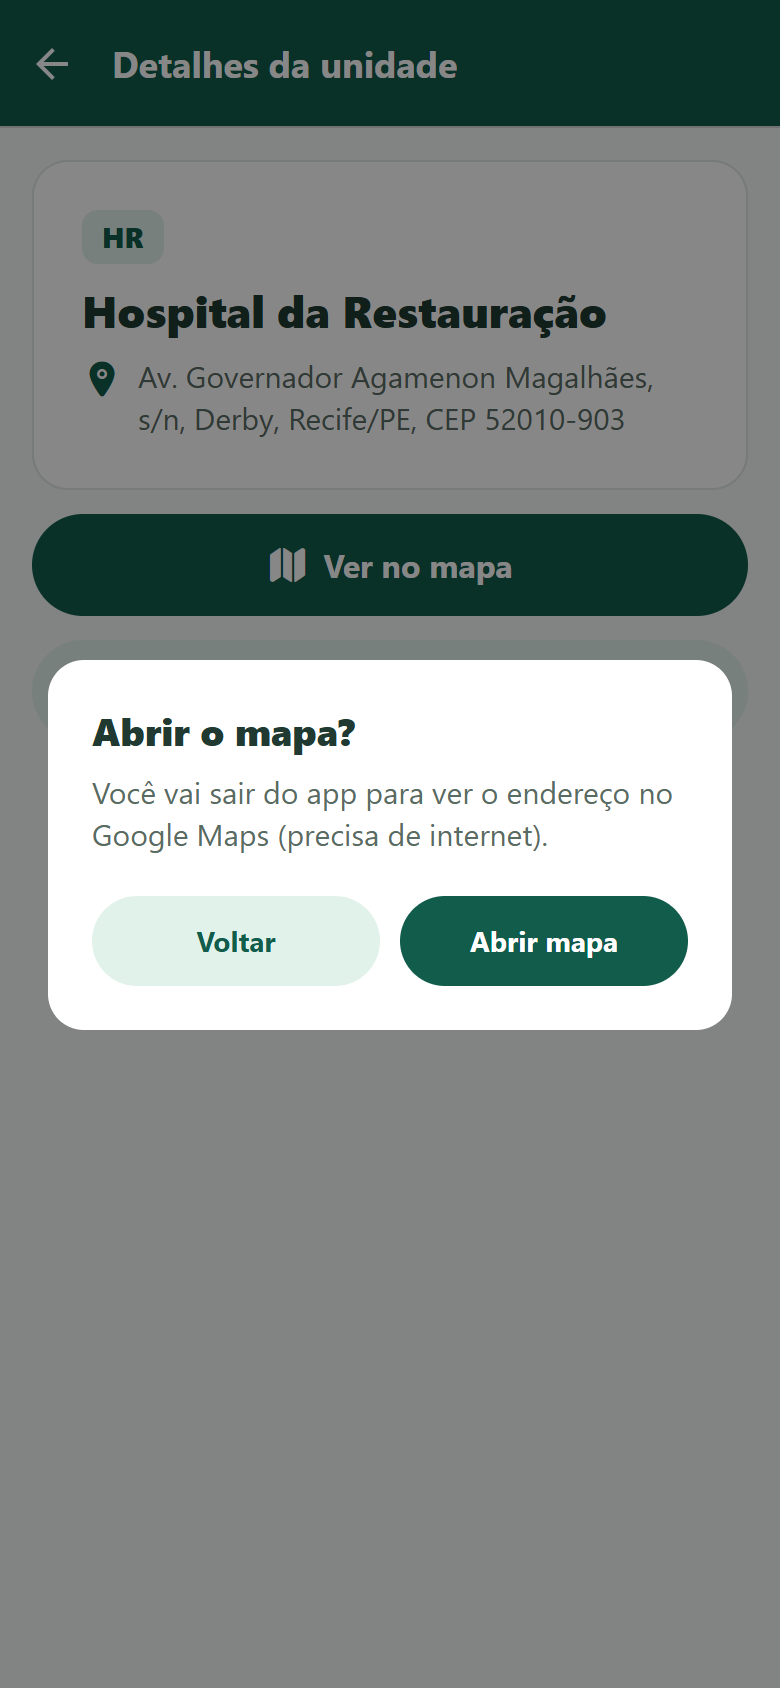 Detalhes da unidade
HR
Hospital da Restauração
Av. Governador Agamenon Magalhães,
s/n, Derby, Recife/PE, CEP 52010-903
Ver no mapa
Abrir o mapa?
Você vai sair do app para ver o endereço no
Google Maps (precisa de internet).
Voltar
Abrir mapa